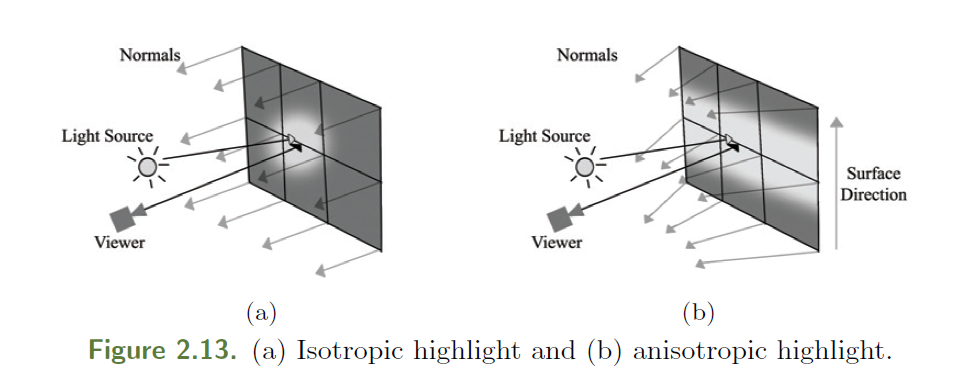 Normals
Light Source
Viewer
(a)
Normals
Light Source
Surface
Direction
Viewer
(b)
Figure 2.13. (a) Isotropic highlight and (b) anisotropic highlight.